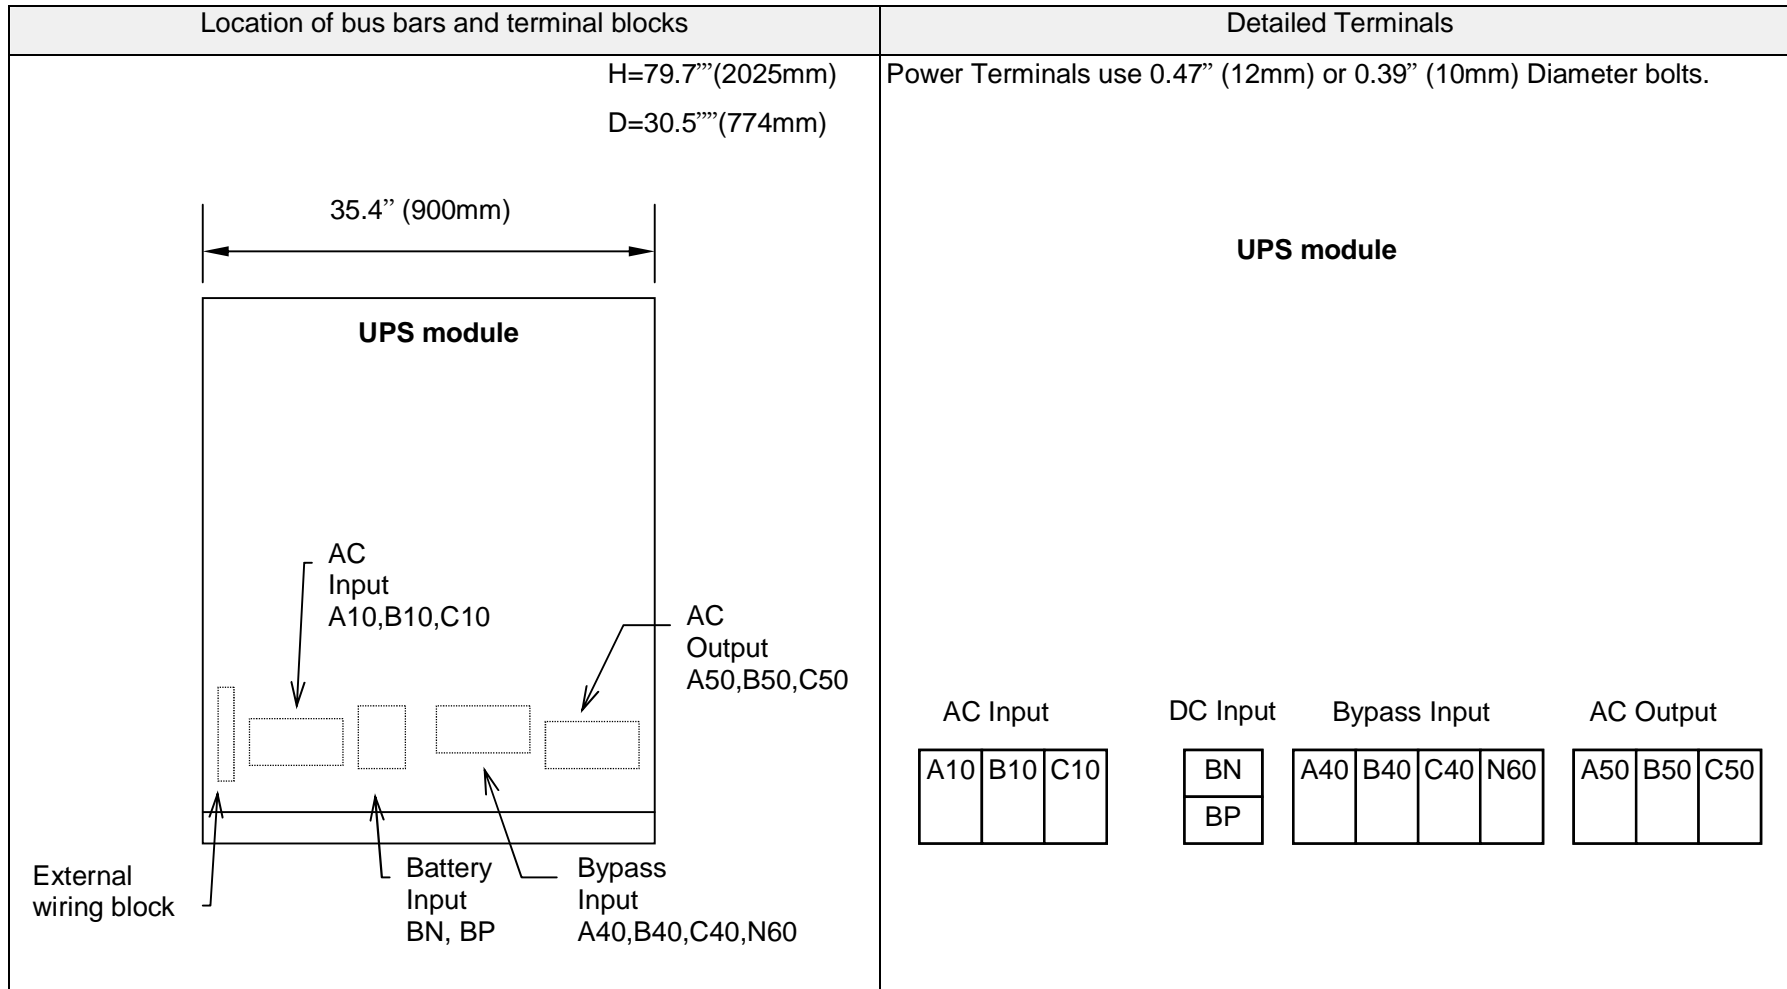 Location of bus bars and terminal blocks
Detailed Terminals
H=79.7”’(2025mm)
D=30.5””(774mm)
35.4” (900mm)
UPS module
AC
Input
A10,B10,C10
AC
Output
A50,B50,C50
External
wiring block
Battery
Input
BN, BP
Bypass
Input
A40,B40,C40,N60
Power Terminals use 0.47” (12mm) or 0.39” (10mm) Diameter bolts.
UPS module
AC Input
DC Input
Bypass Input
AC Output
A10 B10 C10
BN
BP
A40 B40 C40 N60
A50 B50 C50